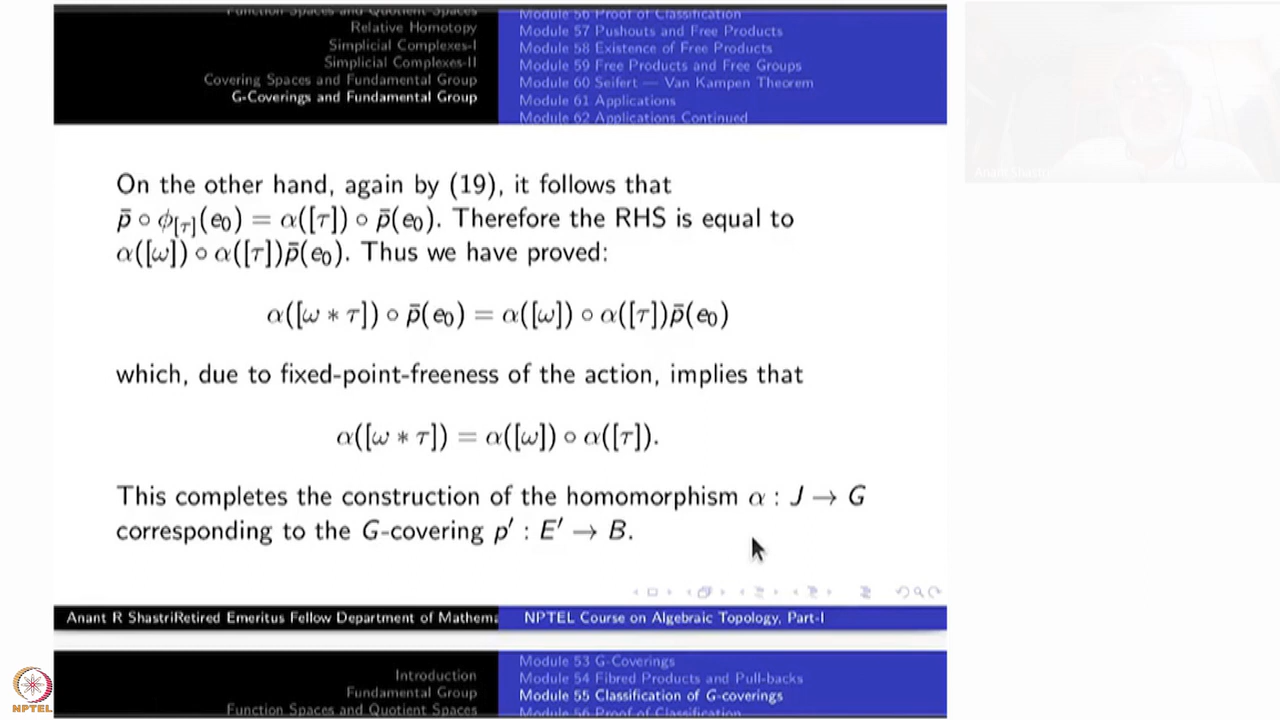 Function Spaces and Quotient Spaces
Relative Homotopy
Simplicial Complexes-I
Simplicial Complexes-II
Covering Spaces and Fundamental Group
G-Coverings and Fundamental Group
Module 56 Proof of Classification
Module 57 Pushouts and Free Products
Module 58 Existence of Free Products
Module 59 Free Products and Free Groups
Module 60 Seifert — Van Kampen Theorem
Module 61 Applications
Module 62 Applications Continued
Anant Shastri
On the other hand, again by (19), it follows that
p̄ ∘ ϕ[τ](e₀) = α([τ]) ∘ p̄(e₀). Therefore the RHS is equal to
α([ω]) ∘ α([τ])p̄(e₀). Thus we have proved:
α([ω ∗ τ]) ∘ p̄(e₀) = α([ω]) ∘ α([τ])p̄(e₀)
which, due to fixed-point-freeness of the action, implies that
α([ω ∗ τ]) = α([ω]) ∘ α([τ]).
This completes the construction of the homomorphism α : J → G
corresponding to the G-covering p′ : E′ → B.
Anant R ShastriRetired Emeritus Fellow Department of Mathema
NPTEL Course on Algebraic Topology, Part-I
Introduction
Fundamental Group
Function Spaces and Quotient Spaces
Module 53 G-Coverings
Module 54 Fibred Products and Pull-backs
Module 55 Classification of G-coverings
Module 56 Proof of Classification
NPTEL